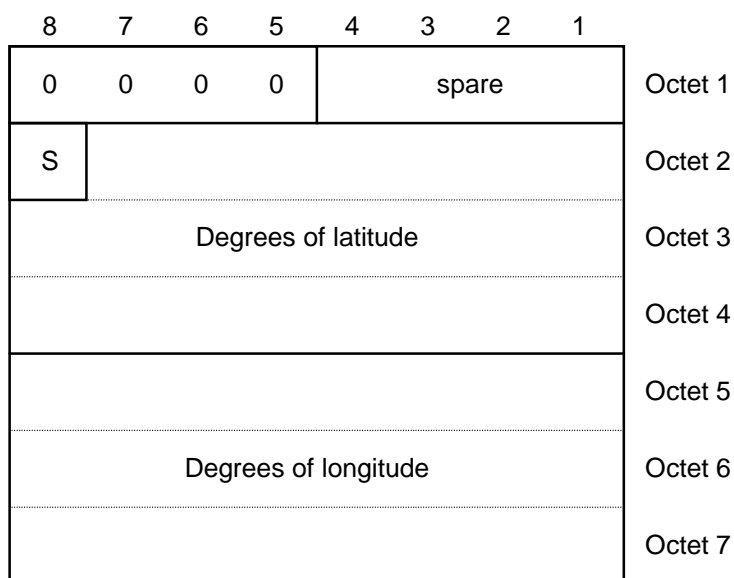 8 7 6 5 4 3 2 1
0 0 0 0 spare Octet 1
S Octet 2
Degrees of latitude Octet 3
Octet 4
Octet 5
Degrees of longitude Octet 6
Octet 7